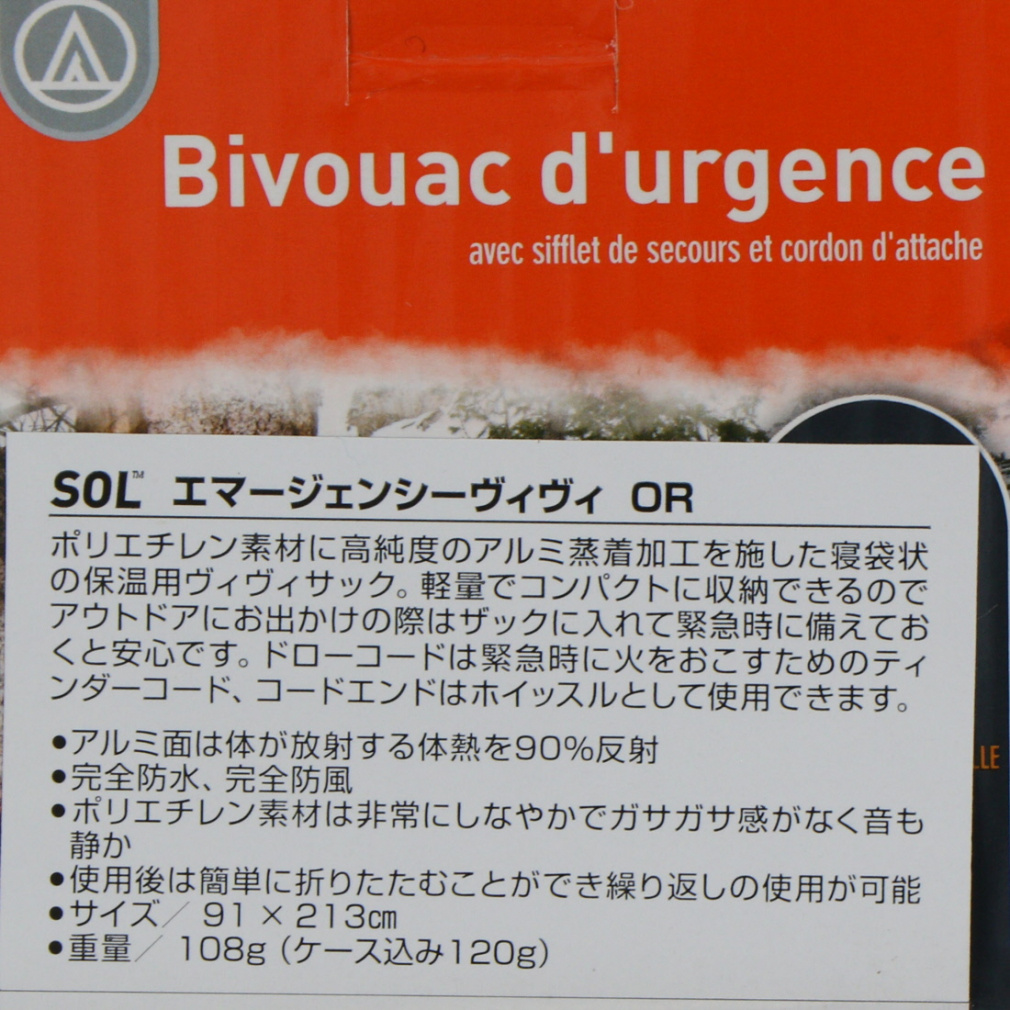 Bivouac d'urgence
avec sifflet de secours et cordon d'attache
SOL™ エマージェンシーヴィヴィ OR
ポリエチレン素材に高純度のアルミ蒸着加工を施した寝袋状
の保温用ヴィヴィサック。軽量でコンパクトに収納できるので
アウトドアにお出かけの際はザックに入れて緊急時に備えてお
くと安心です。ドローコードは緊急時に火をおこすためのティ
ンダーコード、コードエンドはホイッスルとして使用できます。
●アルミ面は体が放射する体熱を90%反射
●完全防水、完全防風
●ポリエチレン素材は非常にしなやかでガサガサ感がなく音も
静か
●使用後は簡単に折りたたむことができ繰り返しの使用が可能
●サイズ／ 91 × 213㎝
●重量／ 108g（ケース込み120g）